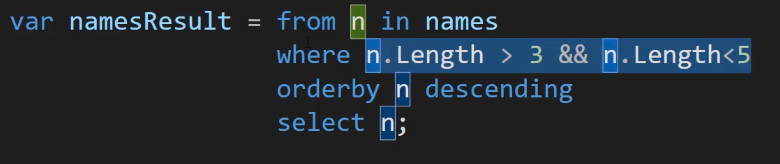 var namesResult = from n in names
where n.Length > 3 && n.Length<5
orderby n descending
select n;